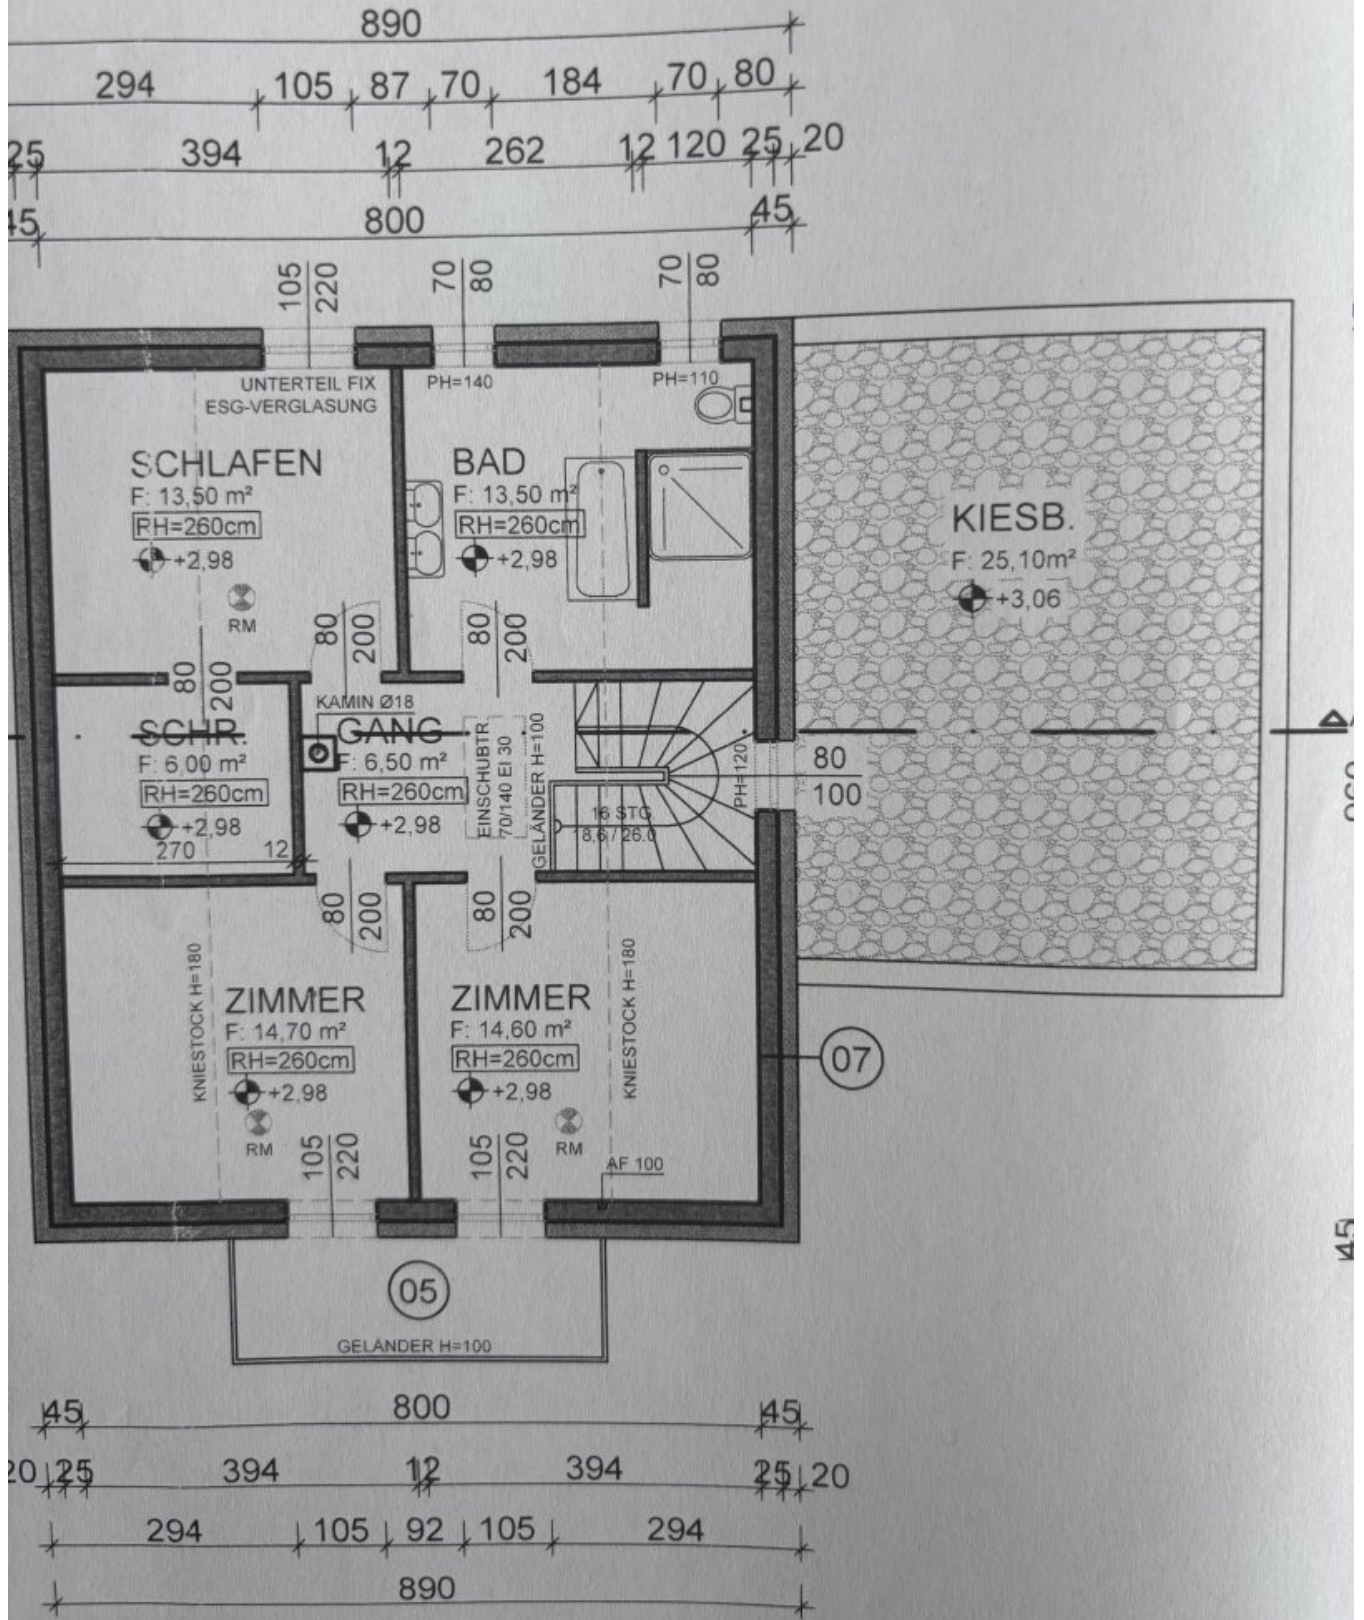 890
294 105 87 70 184 70 80
25 394 12 262 12 120 25 20
45 800 45
105 220
70 80
70 80
UNTERTEIL FIX
ESG-VERGLASUNG
PH=140
PH=110
SCHLAFEN
F: 13,50 m²
RH=260cm
+2,98
RM
BAD
F: 13,50 m²
RH=260cm
+2,98
KIESB.
F: 25,10m²
+3,06
80 200
80 200
80 200
KAMIN Ø18
SCHR.
F: 6,00 m²
RH=260cm
+2,98
270 12
GANG
F: 6,50 m²
RH=260cm
+2,98
EINSCHUBTR.
70/140 EI 30
GELÄNDER H=100
16 STG.
18,6 / 26.0
PH=120
80
100
80 200
80 200
KNIESTOCK H=180
ZIMMER
F: 14,70 m²
RH=260cm
+2,98
RM
ZIMMER
F: 14,60 m²
RH=260cm
+2,98
RM
KNIESTOCK H=180
07
105 220
105 220
AF 100
45
05
GELÄNDER H=100
45 800 45
20 25 394 12 394 25 20
294 105 92 105 294
890